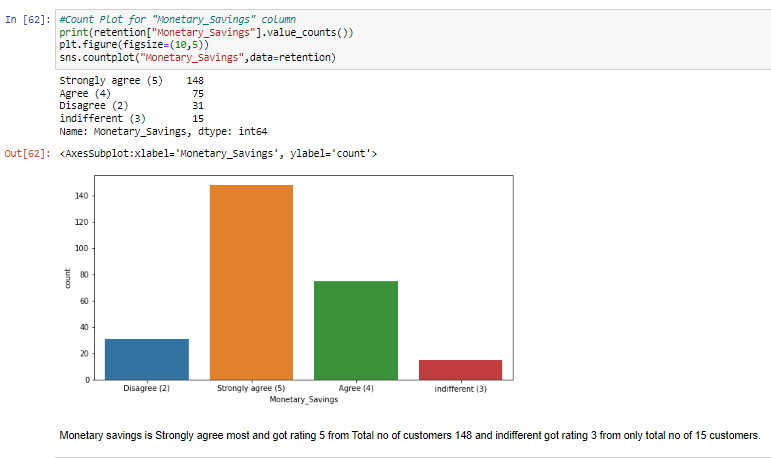 In [62]: #Count Plot for "Monetary_Savings" column
print(retention["Monetary_Savings"].value_counts())
plt.figure(figsize=(10,5))
sns.countplot("Monetary_Savings",data=retention)
Strongly agree (5) 148
Agree (4) 75
Disagree (2) 31
indifferent (3) 15
Name: Monetary_Savings, dtype: int64
Out[62]: <AxesSubplot:xlabel='Monetary_Savings', ylabel='count'>
140
120
100
80
60
40
20
0
count
Disagree (2) Strongly agree (5) Agree (4) indifferent (3)
Monetary_Savings
Monetary savings is Strongly agree most and got rating 5 from Total no of customers 148 and indifferent got rating 3 from only total no of 15 customers.